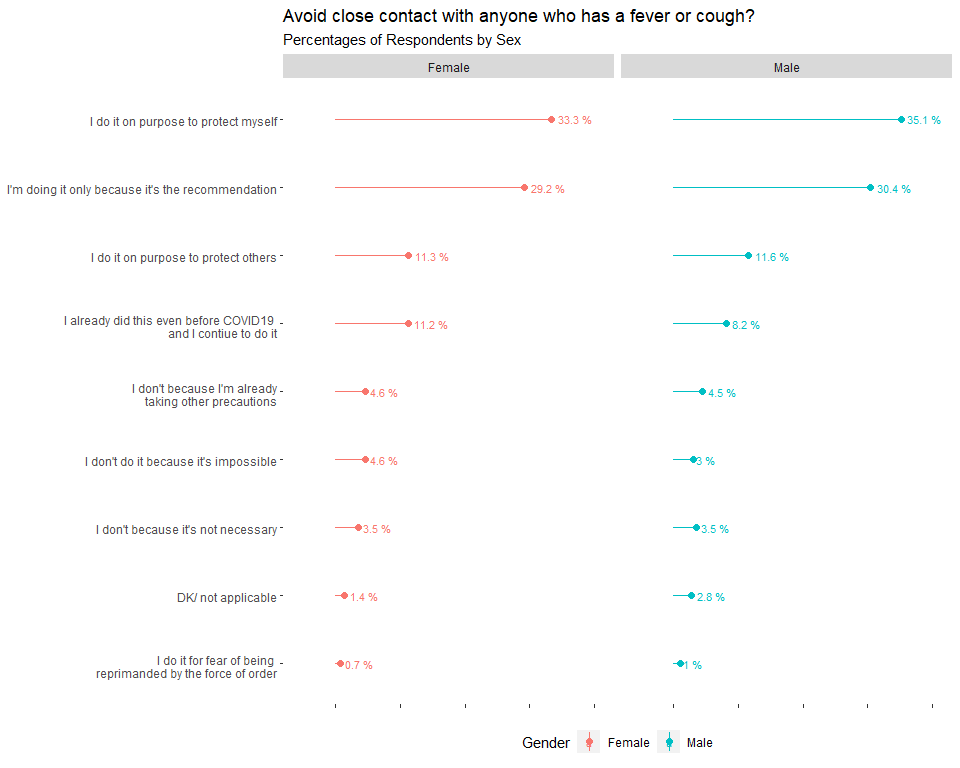 Avoid close contact with anyone who has a fever or cough?
Percentages of Respondents by Sex
Female
Male
I do it on purpose to protect myself
33.3 %
35.1 %
I'm doing it only because it's the recommendation
29.2 %
30.4 %
I do it on purpose to protect others
11.3 %
11.6 %
I already did this even before COVID19
and I contiue to do it
11.2 %
8.2 %
I don't because I'm already
taking other precautions
4.6 %
4.5 %
I don't do it because it's impossible
4.6 %
3 %
I don't because it's not necessary
3.5 %
3.5 %
DK/ not applicable
1.4 %
2.8 %
I do it for fear of being
reprimanded by the force of order
0.7 %
1 %
Gender
Female
Male